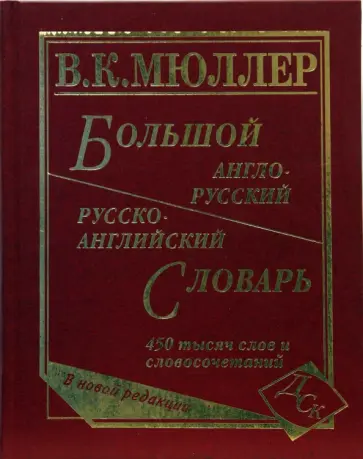 В.К.МЮЛЛЕР
БОЛЬШОЙ
АНГЛО-
РУССКИЙ
РУССКО-
АНГЛИЙСКИЙ
СЛОВАРЬ
450 тысяч слов и
словосочетаний
В новой редакции
ДСК